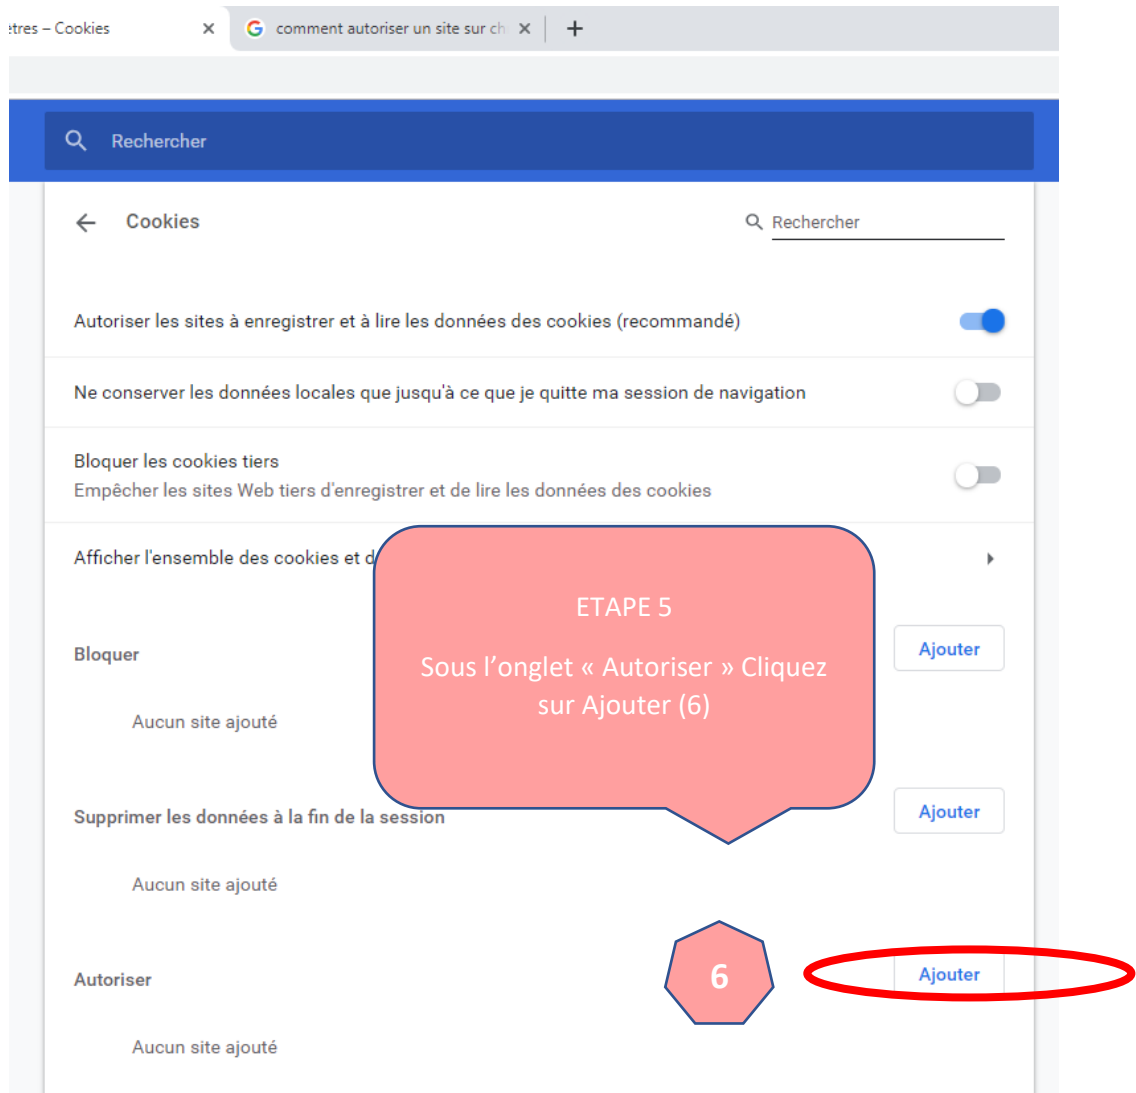 ètres – Cookies
comment autoriser un site sur ch
Rechercher
Cookies
Rechercher
Autoriser les sites à enregistrer et à lire les données des cookies (recommandé)
Ne conserver les données locales que jusqu'à ce que je quitte ma session de navigation
Bloquer les cookies tiers
Empêcher les sites Web tiers d'enregistrer et de lire les données des cookies
Afficher l'ensemble des cookies et d
ETAPE 5
Sous l’onglet « Autoriser » Cliquez
sur Ajouter (6)
Bloquer
Ajouter
Aucun site ajouté
Supprimer les données à la fin de la session
Ajouter
Aucun site ajouté
Autoriser
6
Ajouter
Aucun site ajouté